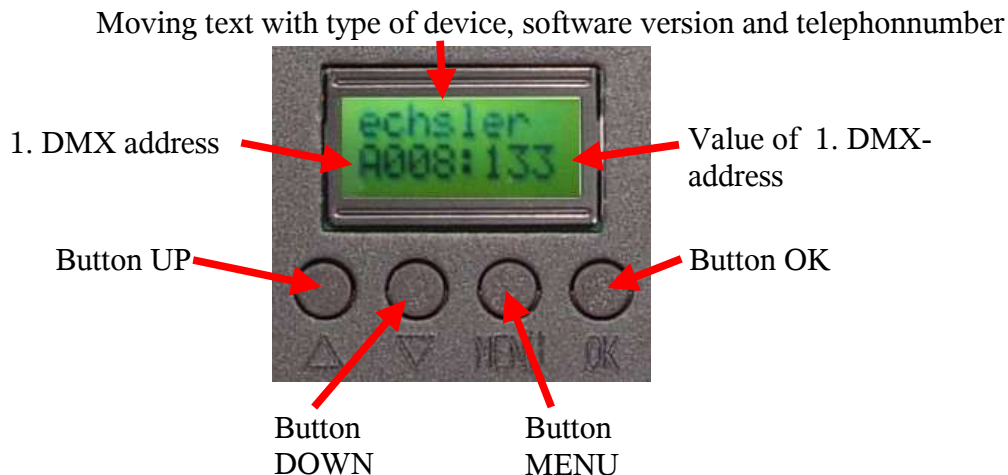 Moving text with type of device, software version and telephonnumber
echsler
A008:133
1. DMX address
Value of 1. DMX-
address
Button UP
Button OK
MENU
OK
Button
DOWN
Button
MENU